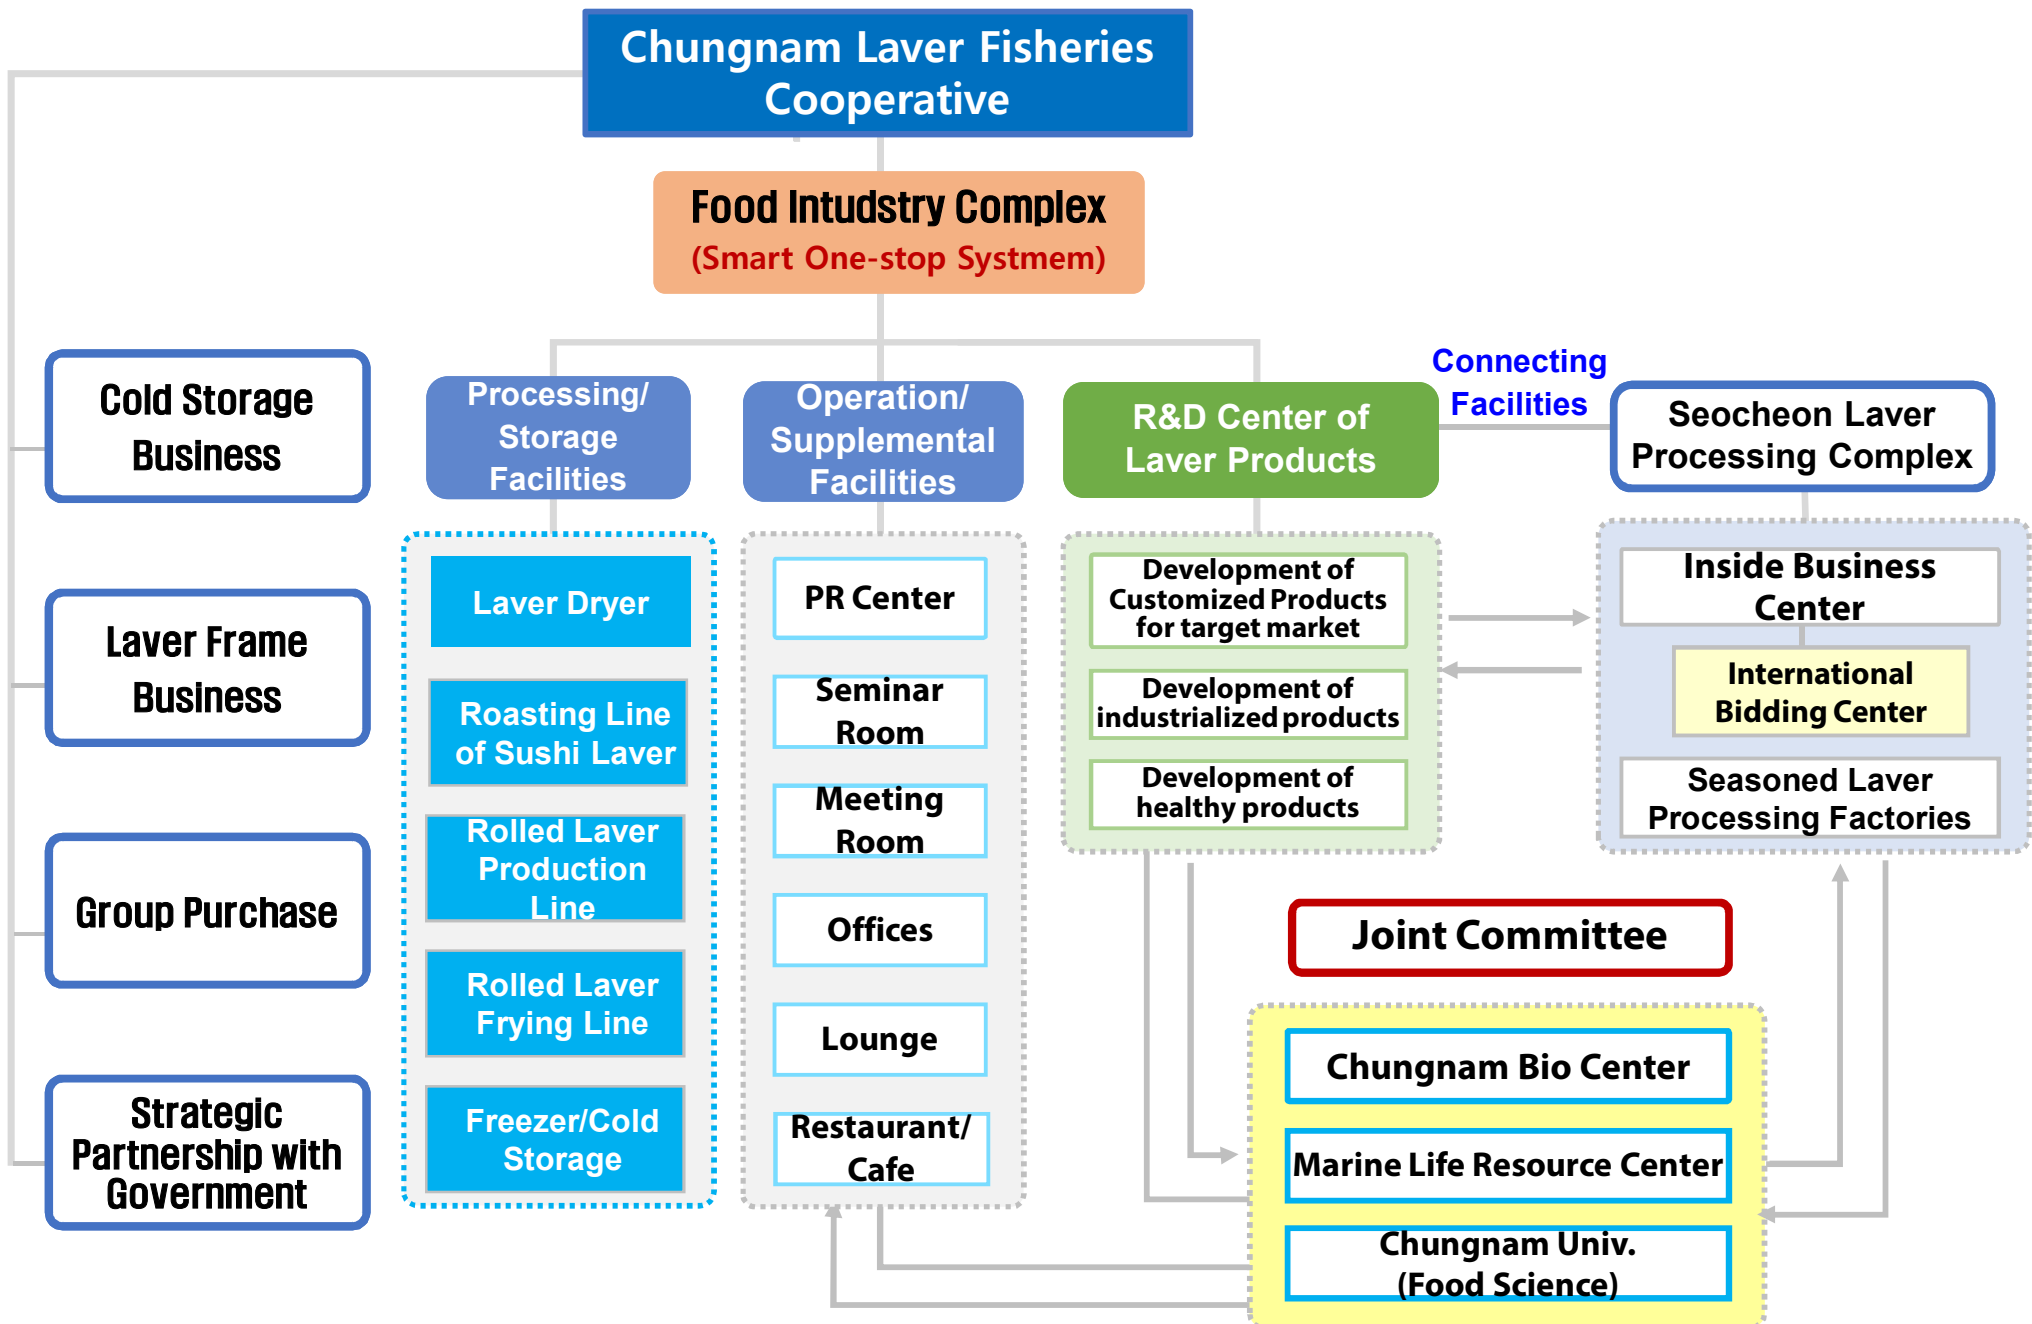 Chungnam Laver Fisheries
Cooperative
Food Intudstry Complex
(Smart One-stop Systmem)
Cold Storage
Business
Laver Frame
Business
Group Purchase
Strategic
Partnership with
Government
Processing/
Storage
Facilities
Laver Dryer
Roasting Line
of Sushi Laver
Rolled Laver
Production
Line
Rolled Laver
Frying Line
Freezer/Cold
Storage
Operation/
Supplemental
Facilities
PR Center
Seminar
Room
Meeting
Room
Offices
Lounge
Restaurant/
Cafe
R&D Center of
Laver Products
Development of
Customized Products
for target market
Development of
industrialized products
Development of
healthy products
Connecting
Facilities
Seocheon Laver
Processing Complex
Inside Business
Center
International
Bidding Center
Seasoned Laver
Processing Factories
Joint Committee
Chungnam Bio Center
Marine Life Resource Center
Chungnam Univ.
(Food Science)